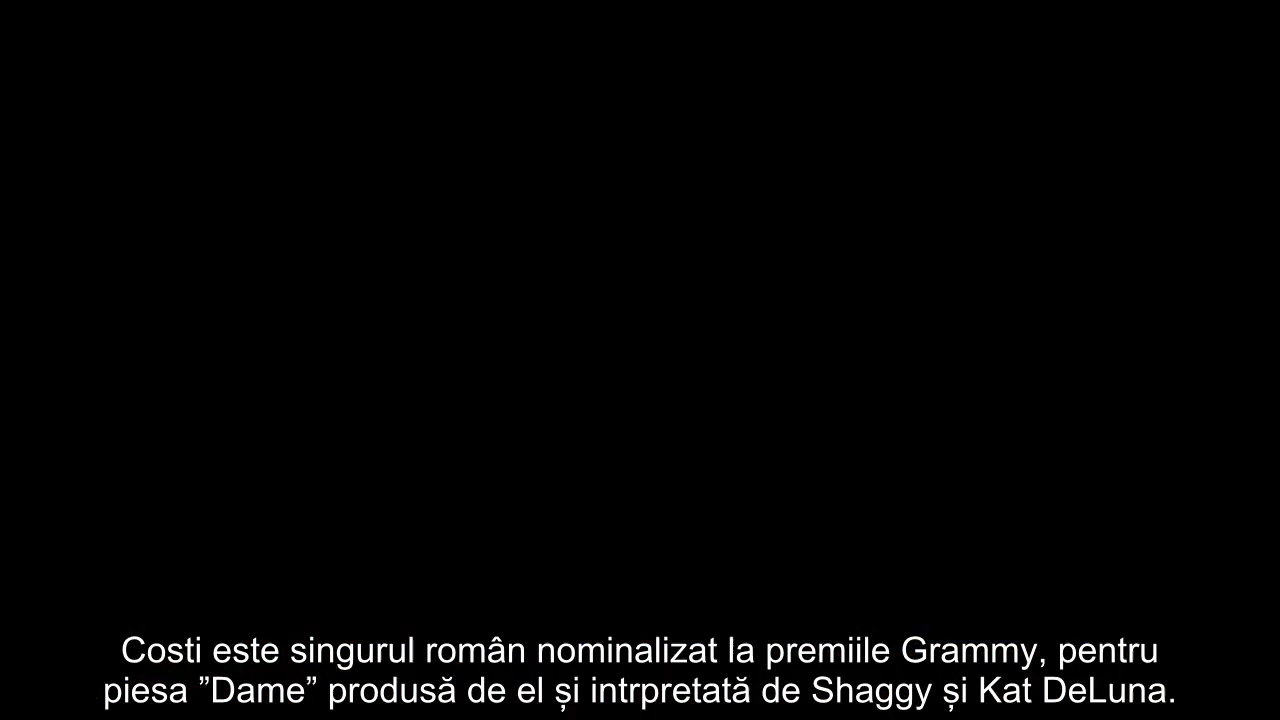 Costi este singurul român nominalizat la premiile Grammy, pentru
piesa ”Dame” produsă de el și intrpretată de Shaggy și Kat DeLuna.